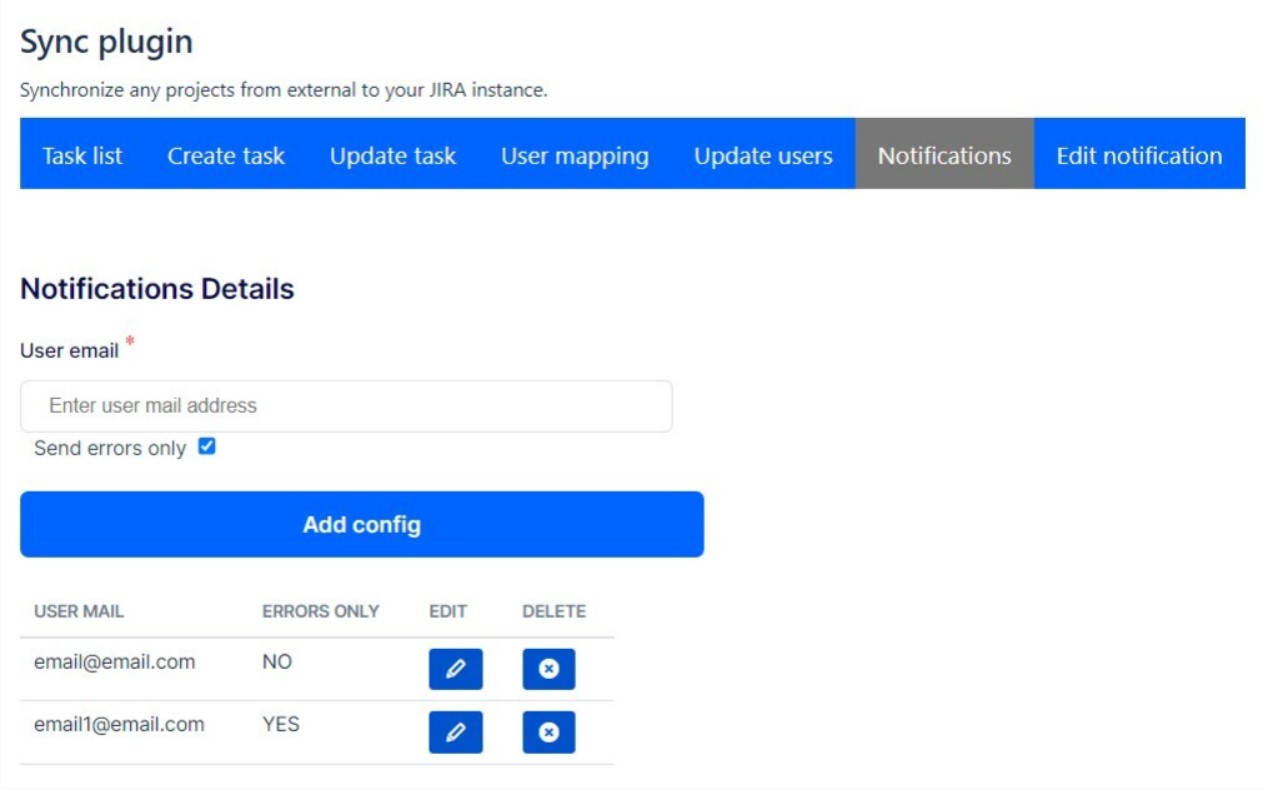 Sync plugin
Synchronize any projects from external to your JIRA instance.
Task list Create task Update task User mapping Update users Notifications Edit notification
Notifications Details
User email *
Enter user mail address
Send errors only
Add config
USER MAIL ERRORS ONLY EDIT DELETE
email@email.com NO
email1@email.com YES